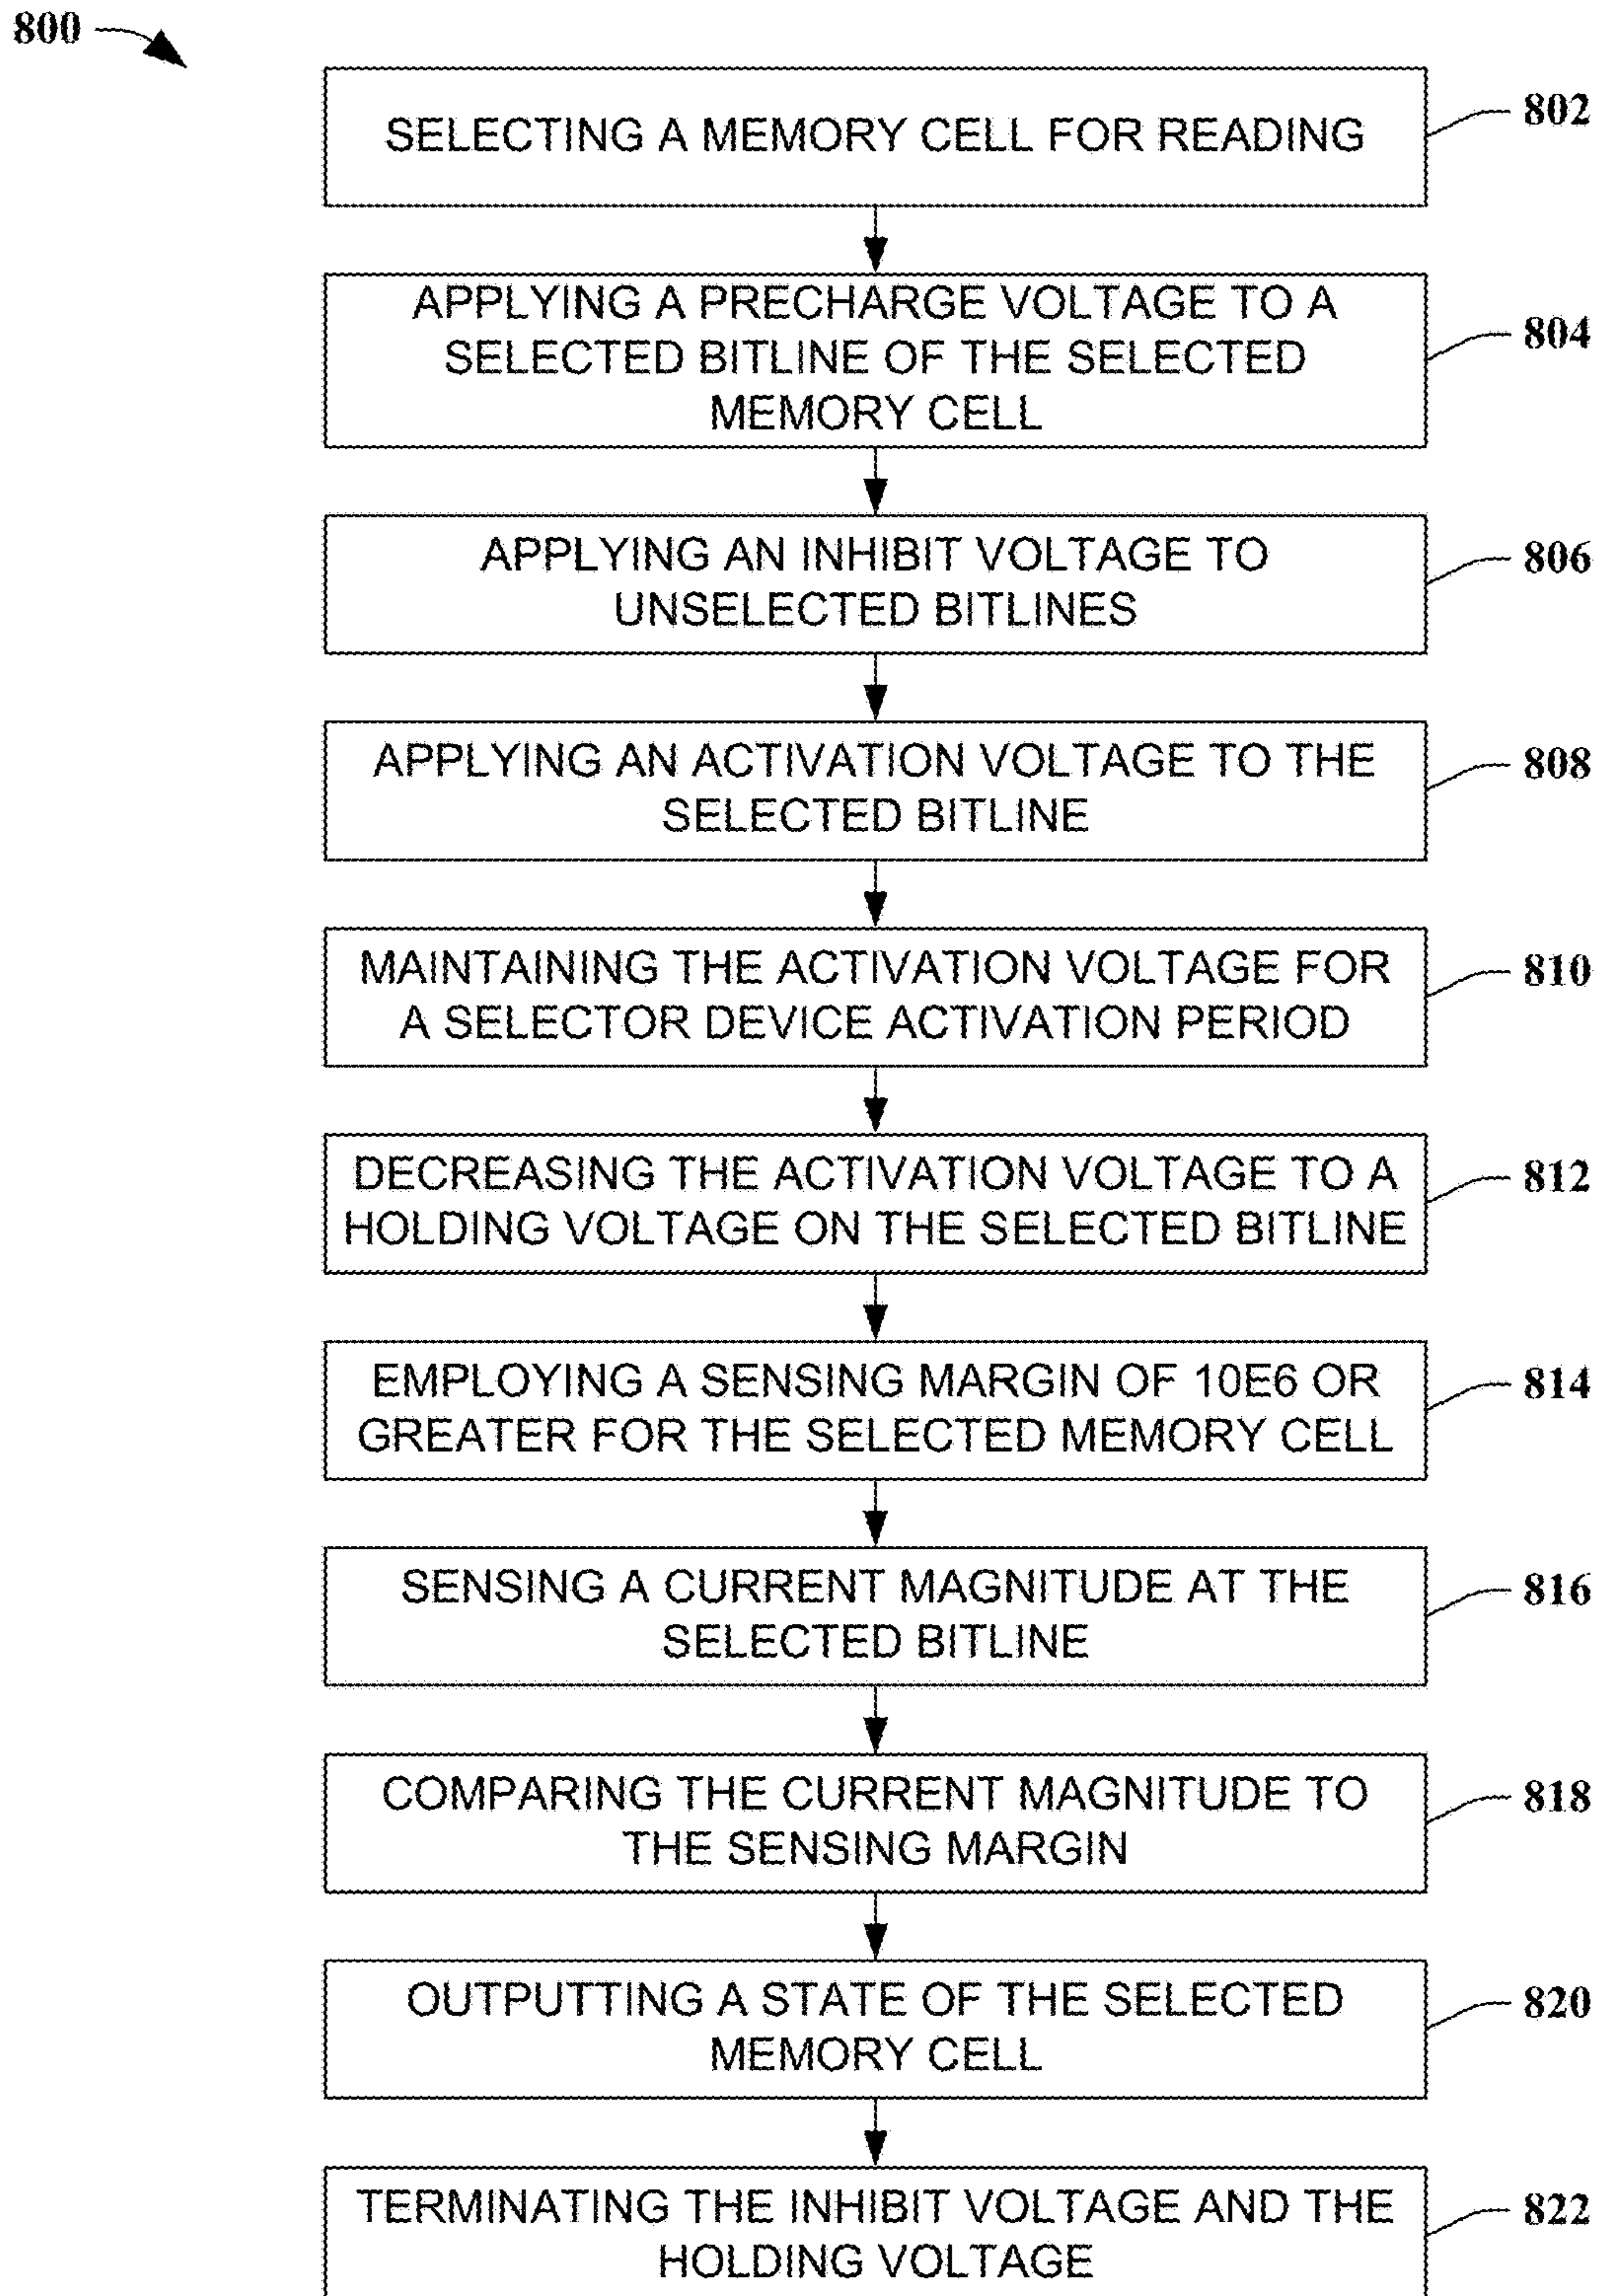 800
SELECTING A MEMORY CELL FOR READING
802
APPLYING A PRECHARGE VOLTAGE TO A
SELECTED BITLINE OF THE SELECTED
MEMORY CELL
804
APPLYING AN INHIBIT VOLTAGE TO
UNSELECTED BITLINES
806
APPLYING AN ACTIVATION VOLTAGE TO THE
SELECTED BITLINE
808
MAINTAINING THE ACTIVATION VOLTAGE FOR
A SELECTOR DEVICE ACTIVATION PERIOD
810
DECREASING THE ACTIVATION VOLTAGE TO A
HOLDING VOLTAGE ON THE SELECTED BITLINE
812
EMPLOYING A SENSING MARGIN OF 10E6 OR
GREATER FOR THE SELECTED MEMORY CELL
814
SENSING A CURRENT MAGNITUDE AT THE
SELECTED BITLINE
816
COMPARING THE CURRENT MAGNITUDE TO
THE SENSING MARGIN
818
OUTPUTTING A STATE OF THE SELECTED
MEMORY CELL
820
TERMINATING THE INHIBIT VOLTAGE AND THE
HOLDING VOLTAGE
822